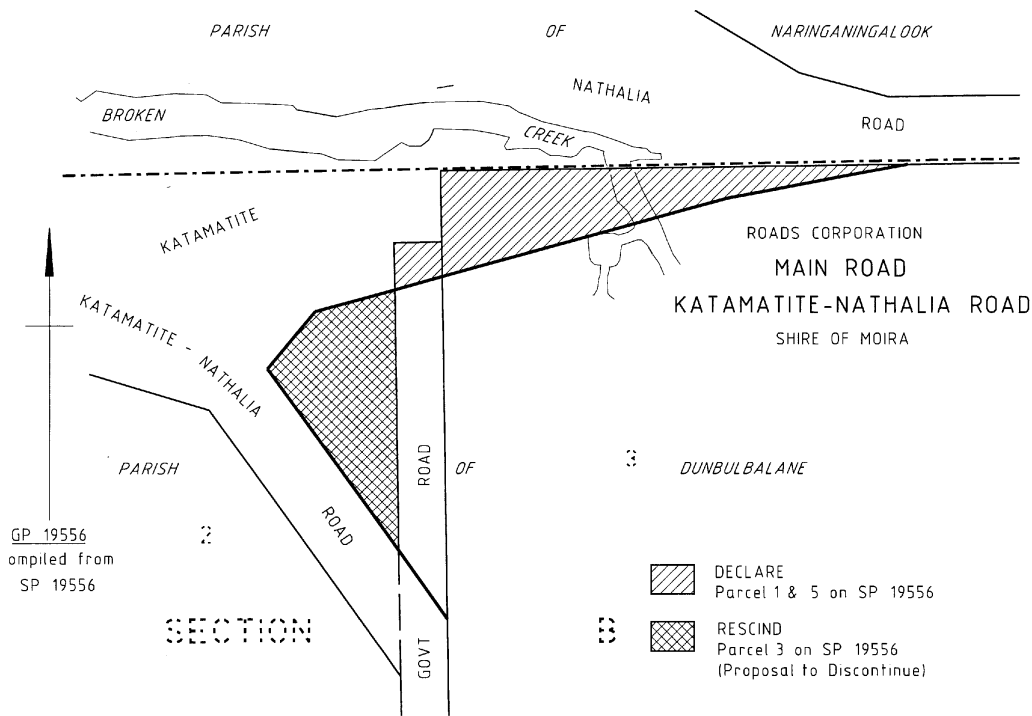 PARISH OF NARINGANINGALOOK
NATHALIA
BROKEN
CREEK
ROAD
KATAMATITE
ROADS CORPORATION
MAIN ROAD
KATAMATITE-NATHALIA ROAD
SHIRE OF MOIRA
KATAMATITE - NATHALIA
ROAD
ROAD
GOVT
PARISH OF DUNBULBALANE
3
2
GP 19556
ompiled from
SP 19556
SECTION B
DECLARE
Parcel 1 & 5 on SP 19556
RESCIND
Parcel 3 on SP 19556
(Proposal to Discontinue)